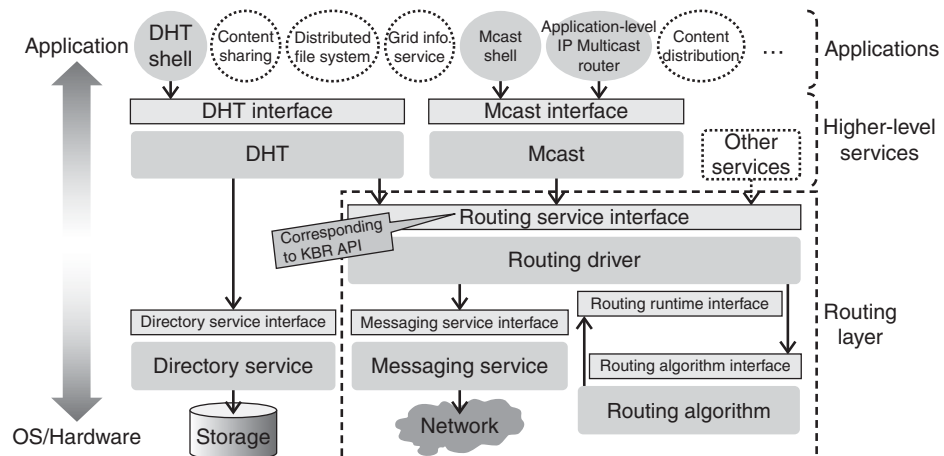 Application
DHT
shell
Content
sharing
Distributed
file system
Grid info
service
Mcast
shell
Application-level
IP Multicast
router
Content
distribution
...
Applications
DHT interface
Mcast interface
DHT
Mcast
Other
services
Higher-level
services
Routing service interface
Corresponding
to KBR API
Routing driver
Routing runtime interface
Directory service interface
Messaging service interface
Routing
layer
Directory service
Messaging service
Routing algorithm interface
Routing algorithm
OS/Hardware
Storage
Network